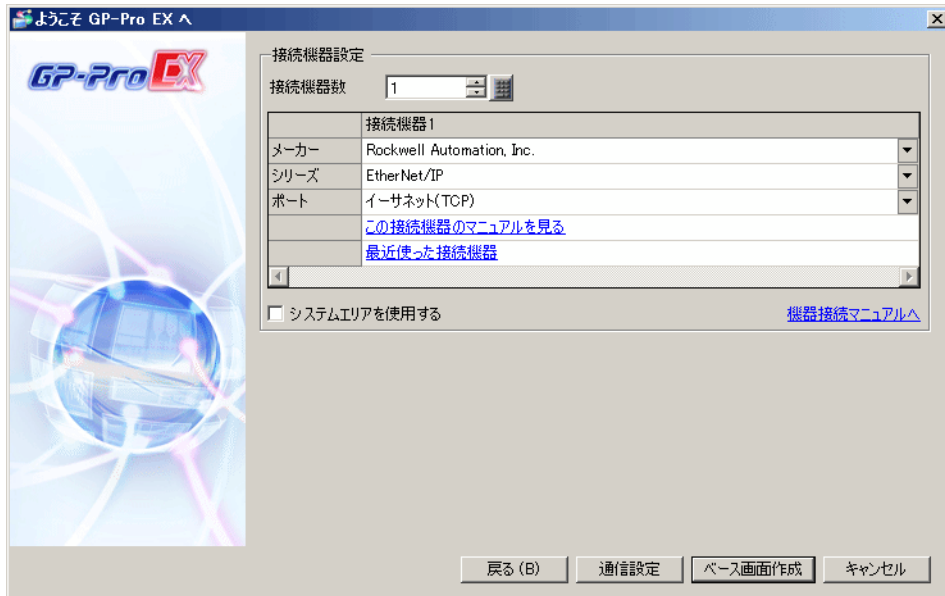 ようこそ GP-Pro EX へ
GP-Pro EX
接続機器設定
接続機器数 1
接続機器1
メーカー Rockwell Automation, Inc.
シリーズ EtherNet/IP
ポート イーサネット(TCP)
この接続機器のマニュアルを見る
最近使った接続機器
システムエリアを使用する 機器接続マニュアルへ
戻る(B) 通信設定 ベース画面作成 キャンセル